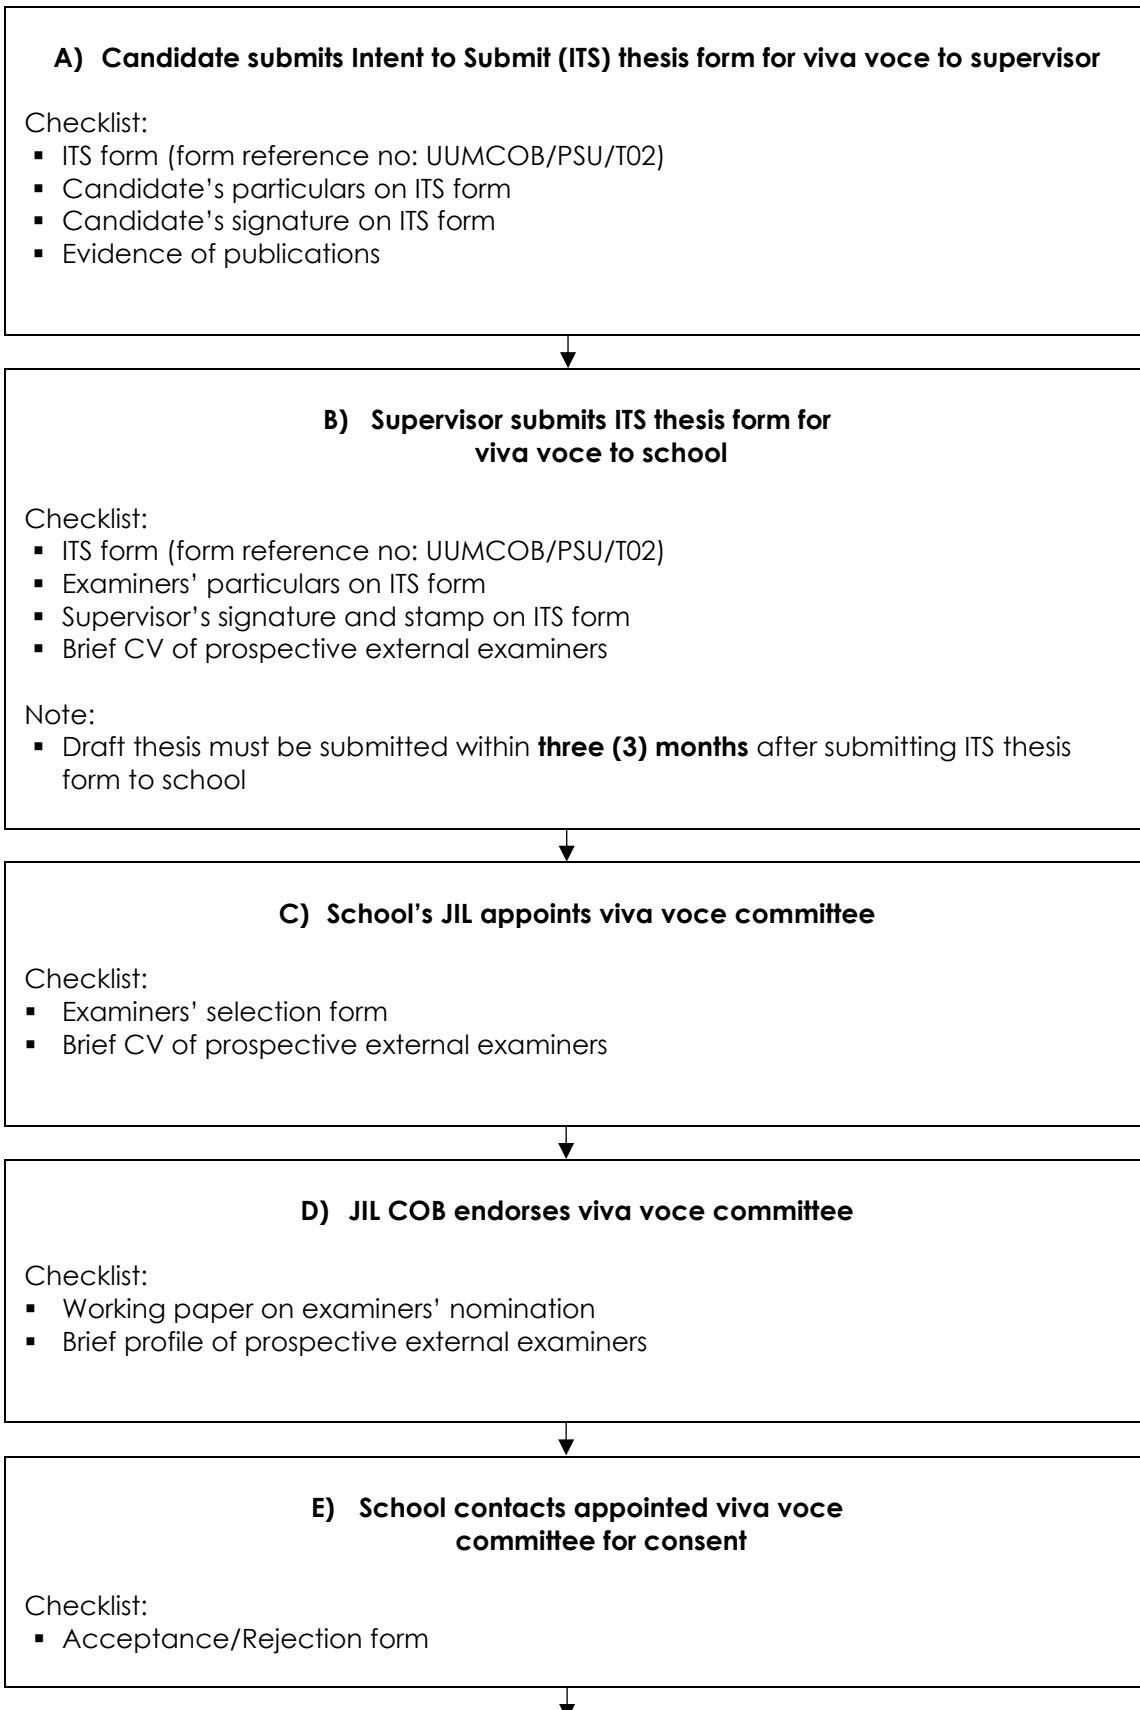 A) Candidate submits Intent to Submit (ITS) thesis form for viva voce to supervisor
Checklist:
▪ ITS form (form reference no: UUMCOB/PSU/T02)
▪ Candidate’s particulars on ITS form
▪ Candidate’s signature on ITS form
▪ Evidence of publications
B) Supervisor submits ITS thesis form for
viva voce to school
Checklist:
▪ ITS form (form reference no: UUMCOB/PSU/T02)
▪ Examiners’ particulars on ITS form
▪ Supervisor’s signature and stamp on ITS form
▪ Brief CV of prospective external examiners
Note:
▪ Draft thesis must be submitted within three (3) months after submitting ITS thesis
form to school
C) School’s JIL appoints viva voce committee
Checklist:
▪ Examiners’ selection form
▪ Brief CV of prospective external examiners
D) JIL COB endorses viva voce committee
Checklist:
▪ Working paper on examiners’ nomination
▪ Brief profile of prospective external examiners
E) School contacts appointed viva voce
committee for consent
Checklist:
▪ Acceptance/Rejection form